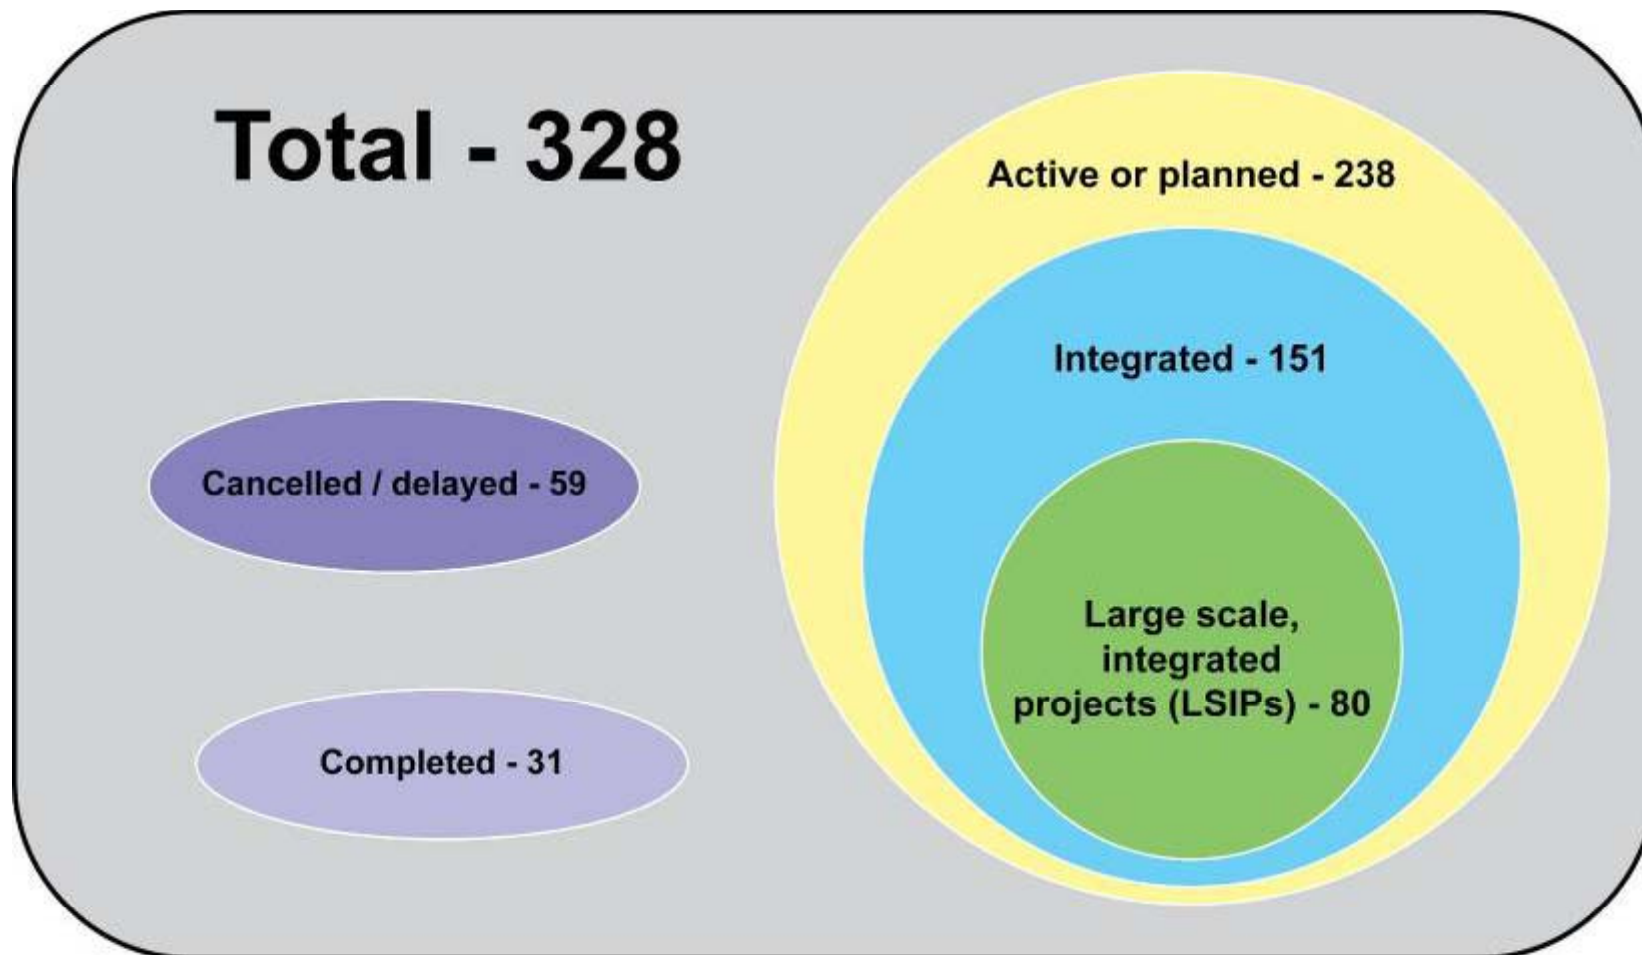 Total - 328
Active or planned - 238
Integrated - 151
Cancelled / delayed - 59
Large scale,
integrated
projects (LSIPs) - 80
Completed - 31